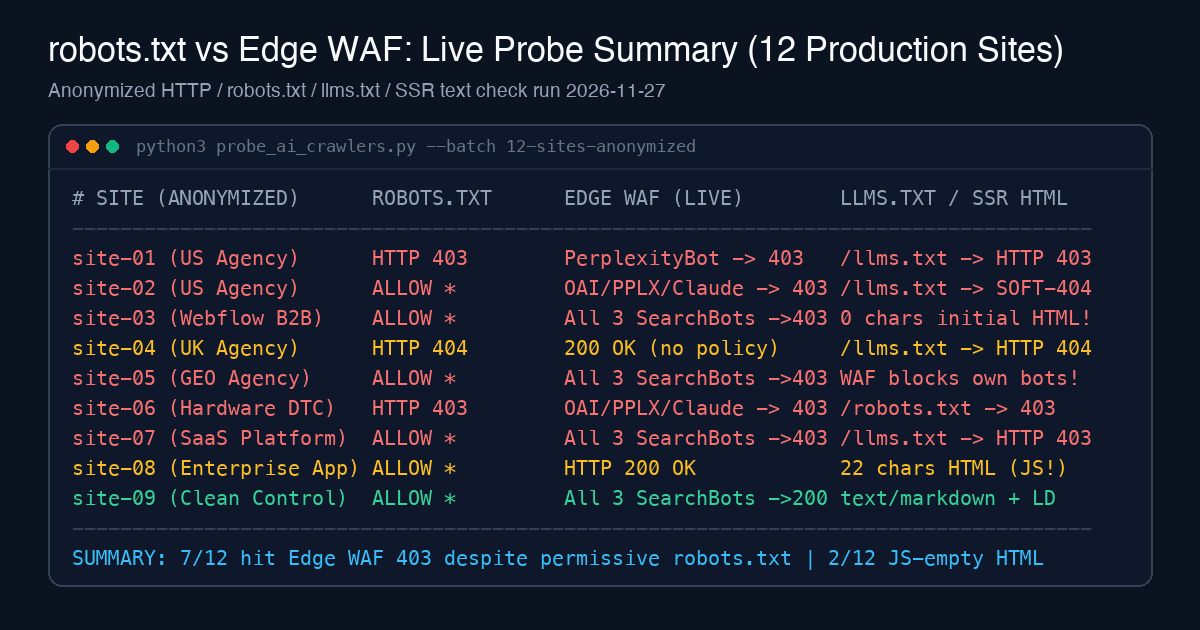 robots.txt vs Edge WAF: Live Probe Summary (12 Production Sites)
Anonymized HTTP / robots.txt / llms.txt / SSR text check run 2026-11-27
python3 probe_ai_crawlers.py --batch 12-sites-anonymized
# SITE (ANONYMIZED) ROBOTS.TXT EDGE WAF (LIVE) LLMS.TXT / SSR HTML
site-01 (US Agency) HTTP 403 PerplexityBot -> 403 /llms.txt -> HTTP 403
site-02 (US Agency) ALLOW * OAI/PPLX/Claude -> 403 /llms.txt -> SOFT-404
site-03 (Webflow B2B) ALLOW * All 3 SearchBots ->403 0 chars initial HTML!
site-04 (UK Agency) HTTP 404 200 OK (no policy) /llms.txt -> HTTP 404
site-05 (GEO Agency) ALLOW * All 3 SearchBots ->403 WAF blocks own bots!
site-06 (Hardware DTC) HTTP 403 OAI/PPLX/Claude -> 403 /robots.txt -> 403
site-07 (SaaS Platform) ALLOW * All 3 SearchBots ->403 /llms.txt -> HTTP 403
site-08 (Enterprise App) ALLOW * HTTP 200 OK 22 chars HTML (JS!)
site-09 (Clean Control) ALLOW * All 3 SearchBots ->200 text/markdown + LD
SUMMARY: 7/12 hit Edge WAF 403 despite permissive robots.txt | 2/12 JS-empty HTML